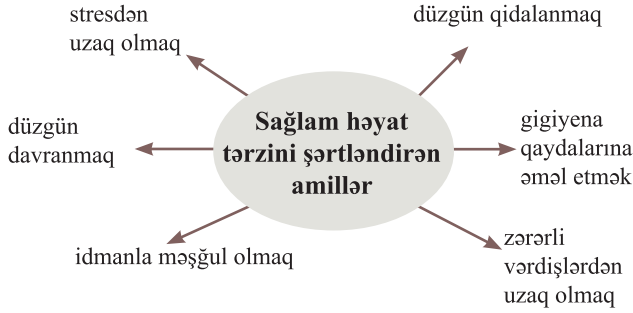 stresdən
uzaq olmaq
düzgün qidalanmaq
Sağlam həyat
tərzini şərtləndirən
amillər
düzgün
davranmaq
gigiyena
qaydalarına
əməl etmək
idmanla məşğul olmaq
zərərli
vərdişlərdən
uzaq olmaq